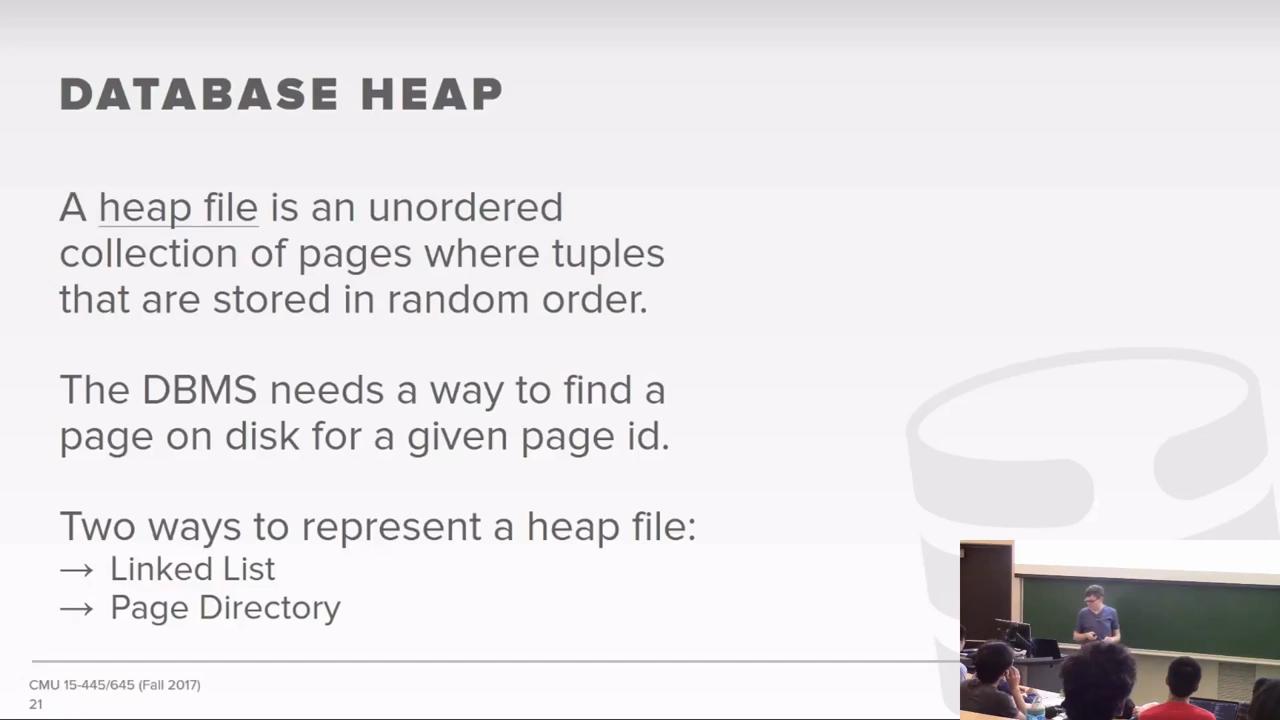 DATABASE HEAP
A heap file is an unordered
collection of pages where tuples
that are stored in random order.
The DBMS needs a way to find a
page on disk for a given page id.
Two ways to represent a heap file:
→ Linked List
→ Page Directory
CMU 15-445/645 (Fall 2017)
21